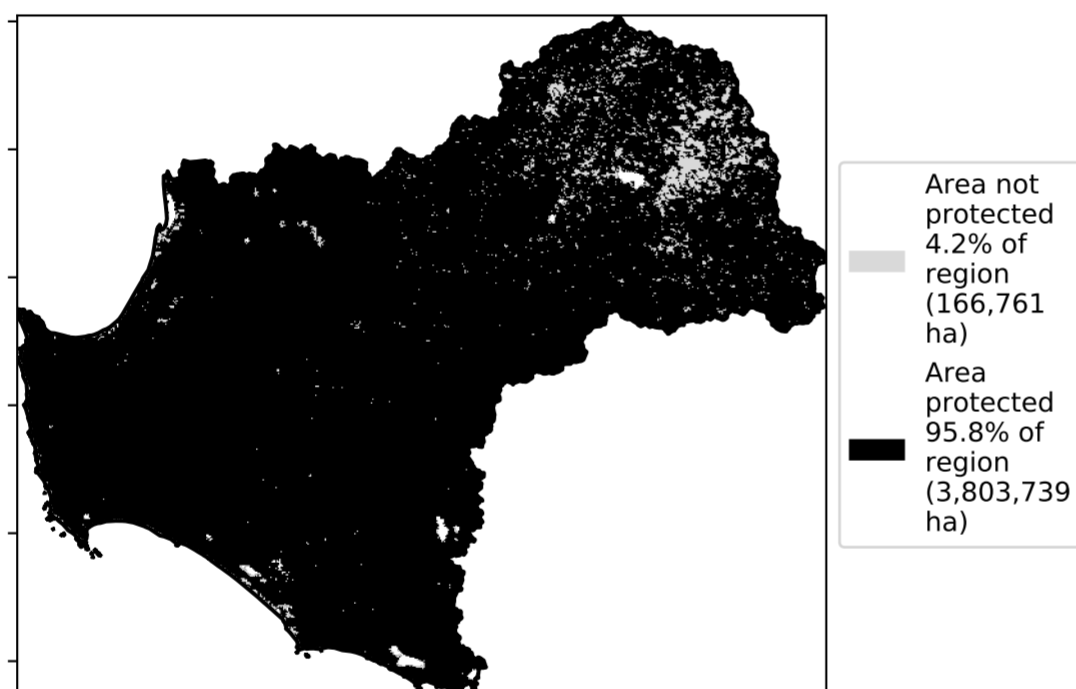 Area not
protected
4.2% of
region
(166,761
ha)
Area
protected
95.8% of
region
(3,803,739
ha)